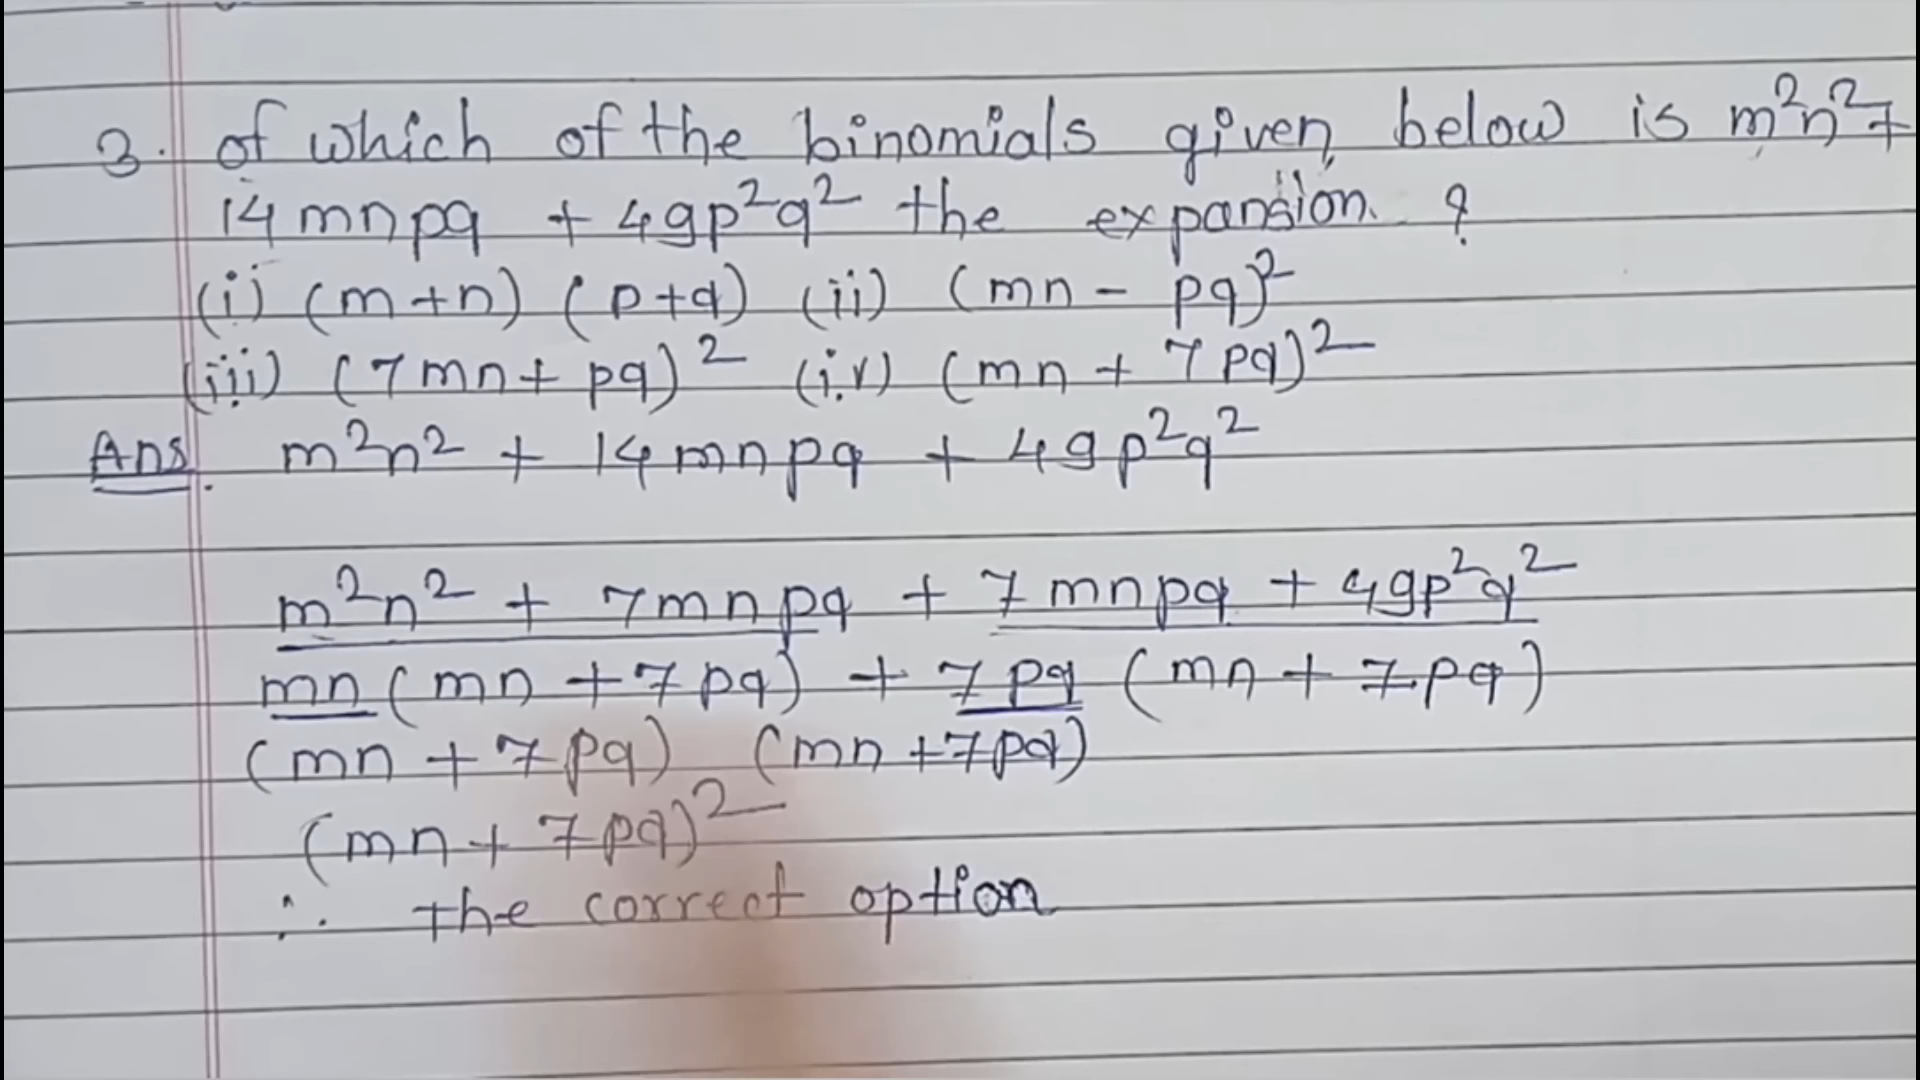 3. of which of the binomials given below is m²n²+
14mnpq + 49p²q² the expansion ?
(i) (m+n) (p+q) (ii) (mn - pq)²
(iii) (7mn + pq)² (iv) (mn + 7pq)²
Ans. m²n² + 14mnpq + 49p²q²
m²n² + 7mnpq + 7mnpq + 49p²q²
mn (mn + 7pq) + 7pq (mn + 7pq)
(mn + 7pq) (mn + 7pq)
(mn + 7pq)²
∴ the correct option